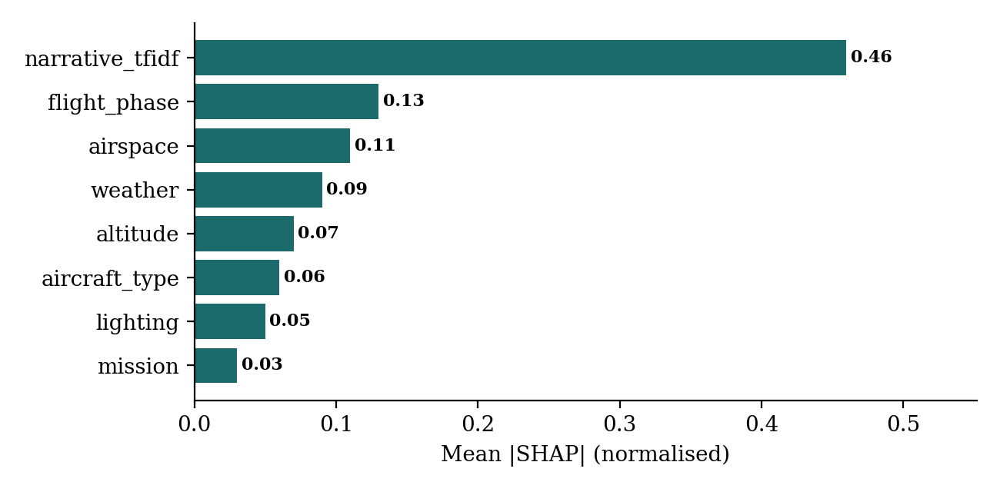 narrative_tfidf 0.46
flight_phase 0.13
airspace 0.11
weather 0.09
altitude 0.07
aircraft_type 0.06
lighting 0.05
mission 0.03
0.0 0.1 0.2 0.3 0.4 0.5
Mean |SHAP| (normalised)